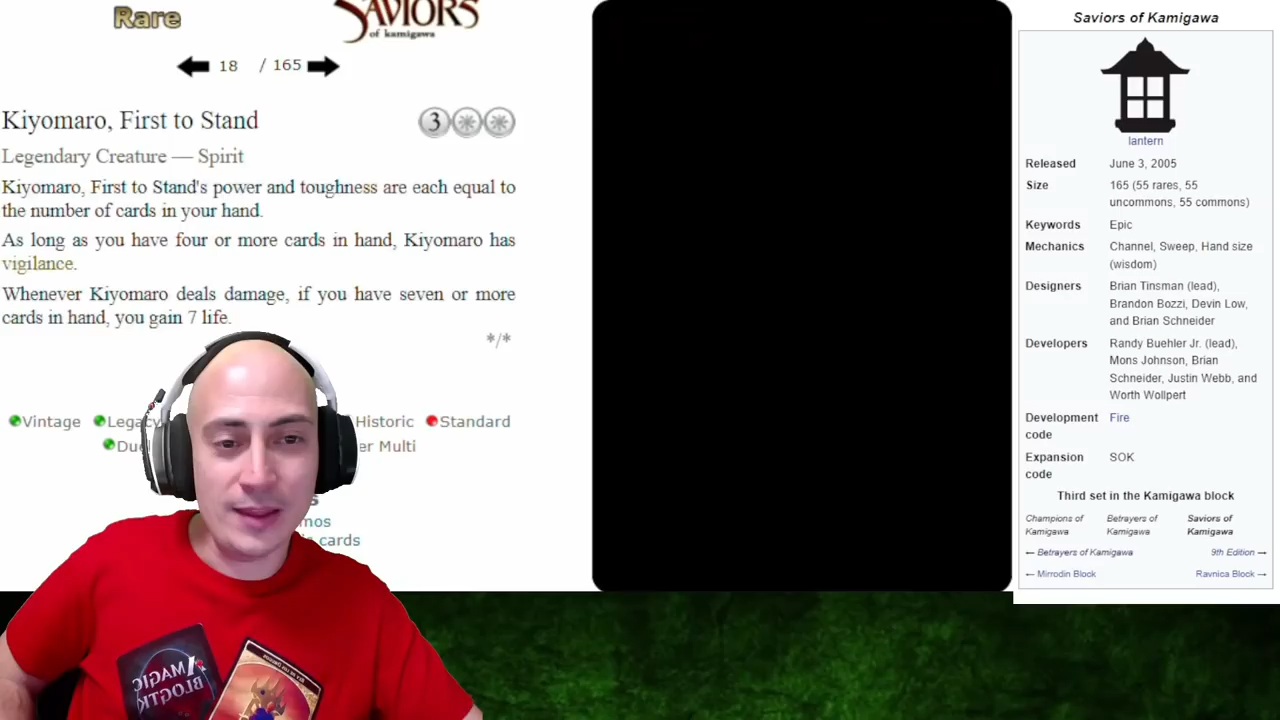 Rare
SAVIORS
of kamigawa
18 / 165
Kiyomaro, First to Stand
3
Legendary Creature — Spirit
Kiyomaro, First to Stand's power and toughness are each equal to
the number of cards in your hand.
As long as you have four or more cards in hand, Kiyomaro has
vigilance.
Whenever Kiyomaro deals damage, if you have seven or more
cards in hand, you gain 7 life.
*/*
Vintage Legacy Historic Standard
Multi
cards
MAGIC
Saviors of Kamigawa
lantern
Released June 3, 2005
Size 165 (55 rares, 55
uncommons, 55 commons)
Keywords Epic
Mechanics Channel, Sweep, Hand size
(wisdom)
Designers Brian Tinsman (lead),
Brandon Bozzi, Devin Low,
and Brian Schneider
Developers Randy Buehler Jr. (lead),
Mons Johnson, Brian
Schneider, Justin Webb, and
Worth Wollpert
Development Fire
code
Expansion SOK
code
Third set in the Kamigawa block
Champions of Betrayers of Saviors of
Kamigawa Kamigawa Kamigawa
← Betrayers of Kamigawa 9th Edition →
← Mirrodin Block Ravnica Block →